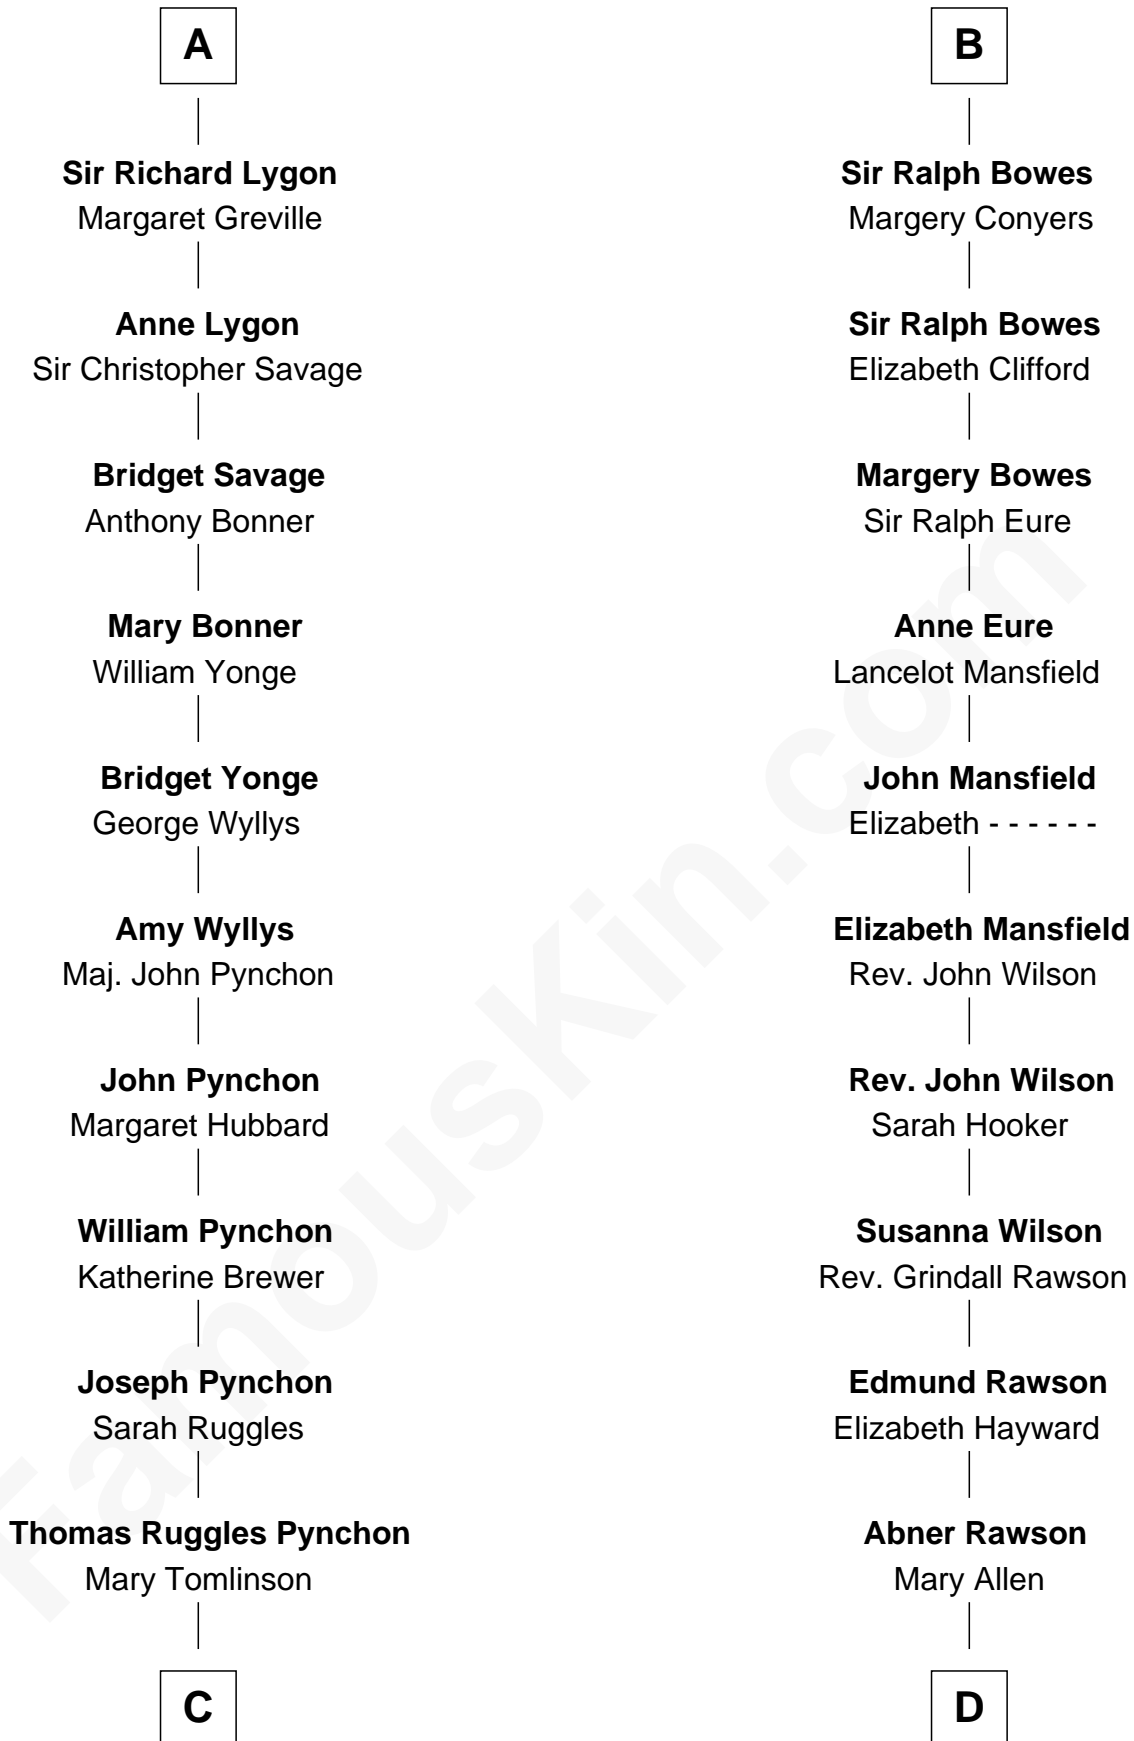 A
Sir Richard Lygon
Margaret Greville
Anne Lygon
Sir Christopher Savage
Bridget Savage
Anthony Bonner
Mary Bonner
William Yonge
Bridget Yonge
George Wyllys
Amy Wyllys
Maj. John Pynchon
John Pynchon
Margaret Hubbard
William Pynchon
Katherine Brewer
Joseph Pynchon
Sarah Ruggles
Thomas Ruggles Pynchon
Mary Tomlinson
C
B
Sir Ralph Bowes
Margery Conyers
Sir Ralph Bowes
Elizabeth Clifford
Margery Bowes
Sir Ralph Eure
Anne Eure
Lancelot Mansfield
John Mansfield
Elizabeth - - - - - -
Elizabeth Mansfield
Rev. John Wilson
Rev. John Wilson
Sarah Hooker
Susanna Wilson
Rev. Grindall Rawson
Edmund Rawson
Elizabeth Hayward
Abner Rawson
Mary Allen
D
FamousKin.com